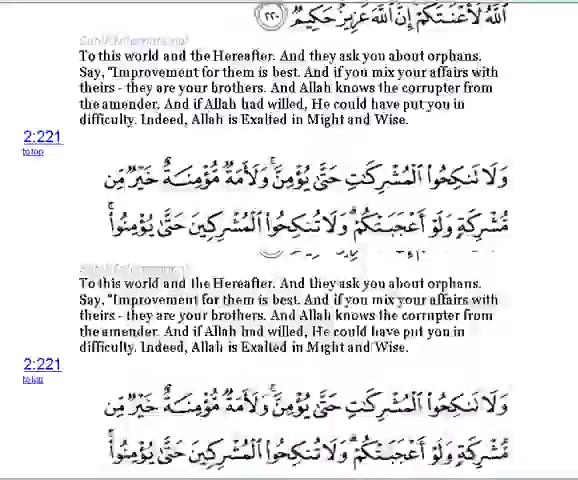 ٱللَّهُ لَأَعْنَتَكُمْ إِنَّ ٱللَّهَ عَزِيزٌ حَكِيمٌ ٢٢٠
Sahih International
To this world and the Hereafter. And they ask you about orphans.
Say, "Improvement for them is best. And if you mix your affairs with
theirs - they are your brothers. And Allah knows the corrupter from
the amender. And if Allah had willed, He could have put you in
difficulty. Indeed, Allah is Exalted in Might and Wise.
2:221
to top
وَلَا تَنكِحُوا۟ ٱلْمُشْرِكَٰتِ حَتَّىٰ يُؤْمِنَّ ۚ وَلَأَمَةٌ مُّؤْمِنَةٌ خَيْرٌ مِّن
مُّشْرِكَةٍ وَلَوْ أَعْجَبَتْكُمْ ۗ وَلَا تُنكِحُوا۟ ٱلْمُشْرِكِينَ حَتَّىٰ يُؤْمِنُوا۟ ۚ
To this world and the Hereafter. And they ask you about orphans.
Say, "Improvement for them is best. And if you mix your affairs with
theirs - they are your brothers. And Allah knows the corrupter from
the amender. And if Allah had willed, He could have put you in
difficulty. Indeed, Allah is Exalted in Might and Wise.
2:221
to top
وَلَا تَنكِحُوا۟ ٱلْمُشْرِكَٰتِ حَتَّىٰ يُؤْمِنَّ ۚ وَلَأَمَةٌ مُّؤْمِنَةٌ خَيْرٌ مِّن
مُّشْرِكَةٍ وَلَوْ أَعْجَبَتْكُمْ ۗ وَلَا تُنكِحُوا۟ ٱلْمُشْرِكِينَ حَتَّىٰ يُؤْمِنُوا۟ ۚ